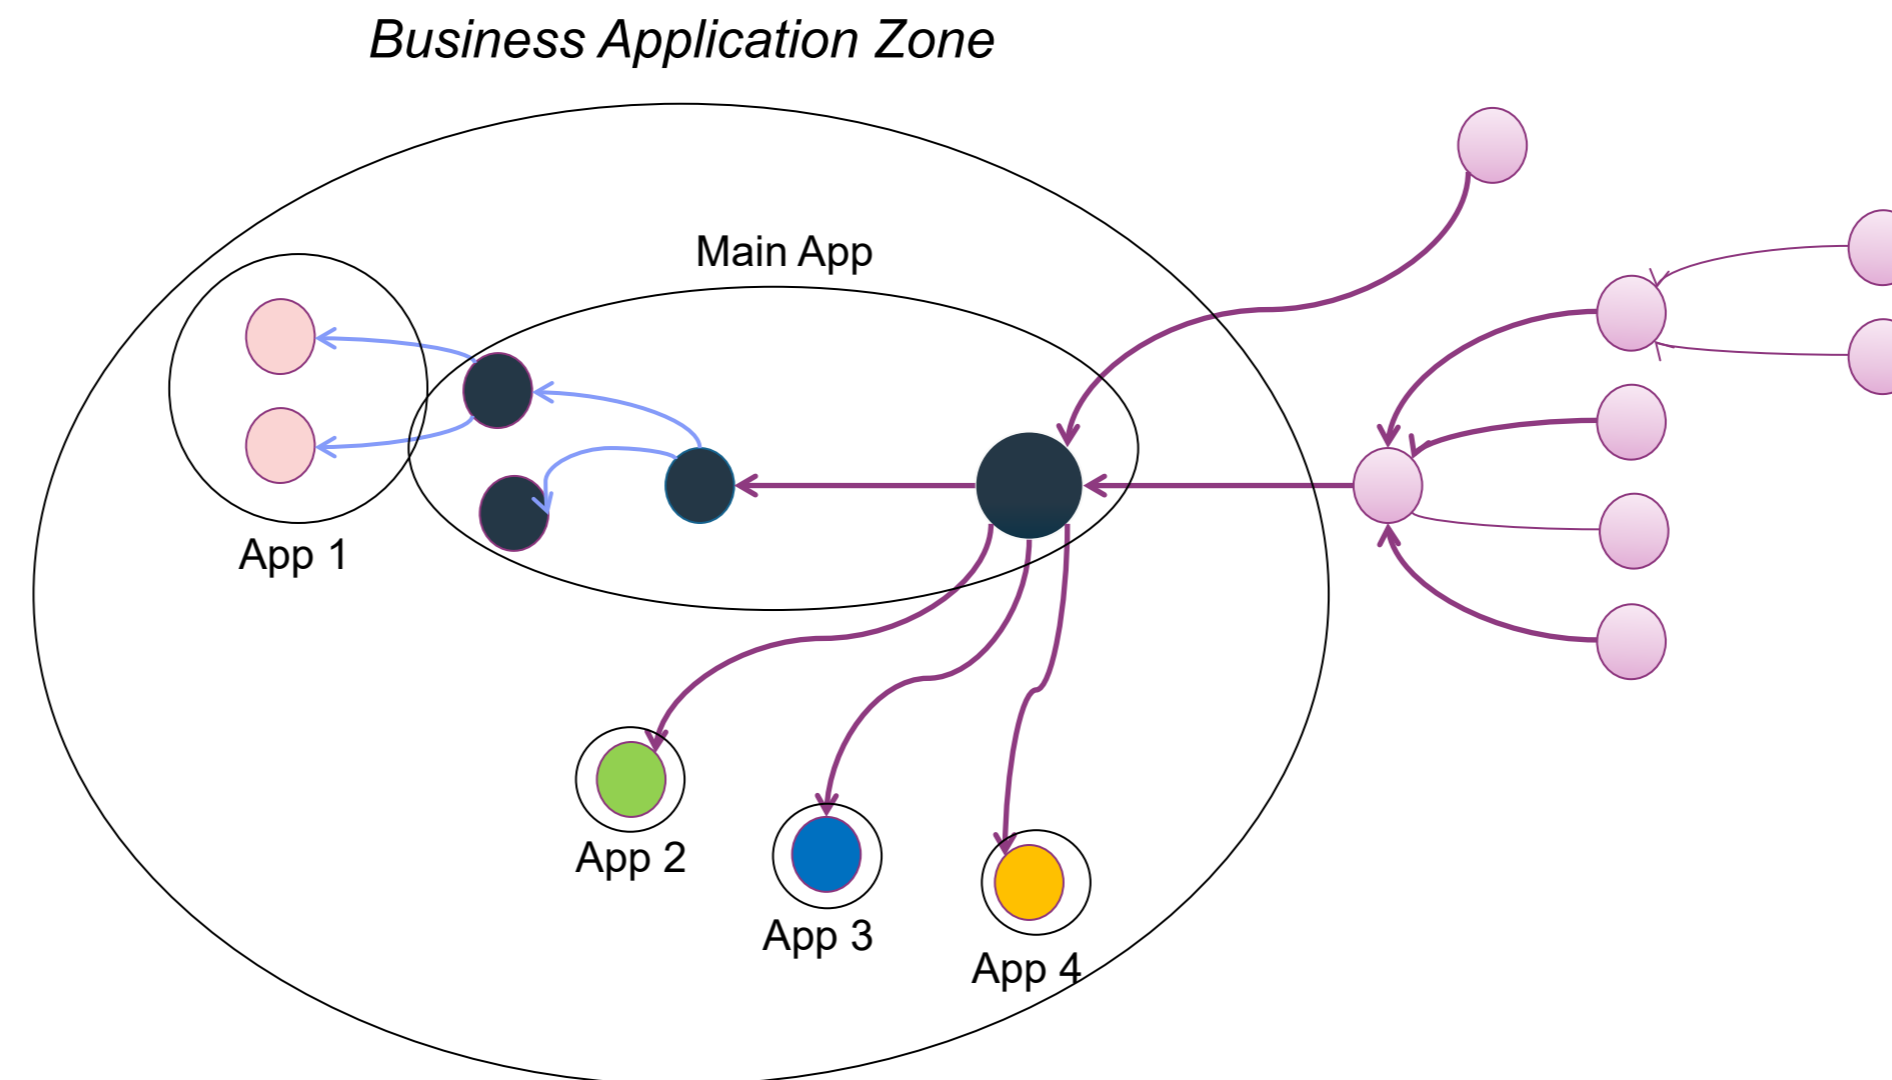 Business Application Zone
Main App
App 1
App 2
App 3
App 4